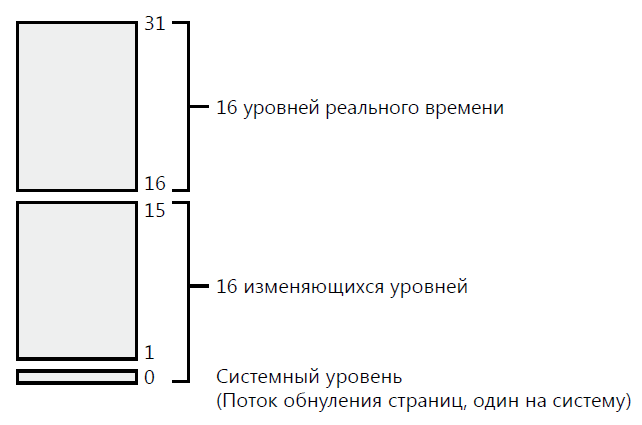 31
16 уровней реального времени
16
15
16 изменяющихся уровней
1
0
Системный уровень
(Поток обнуления страниц, один на систему)